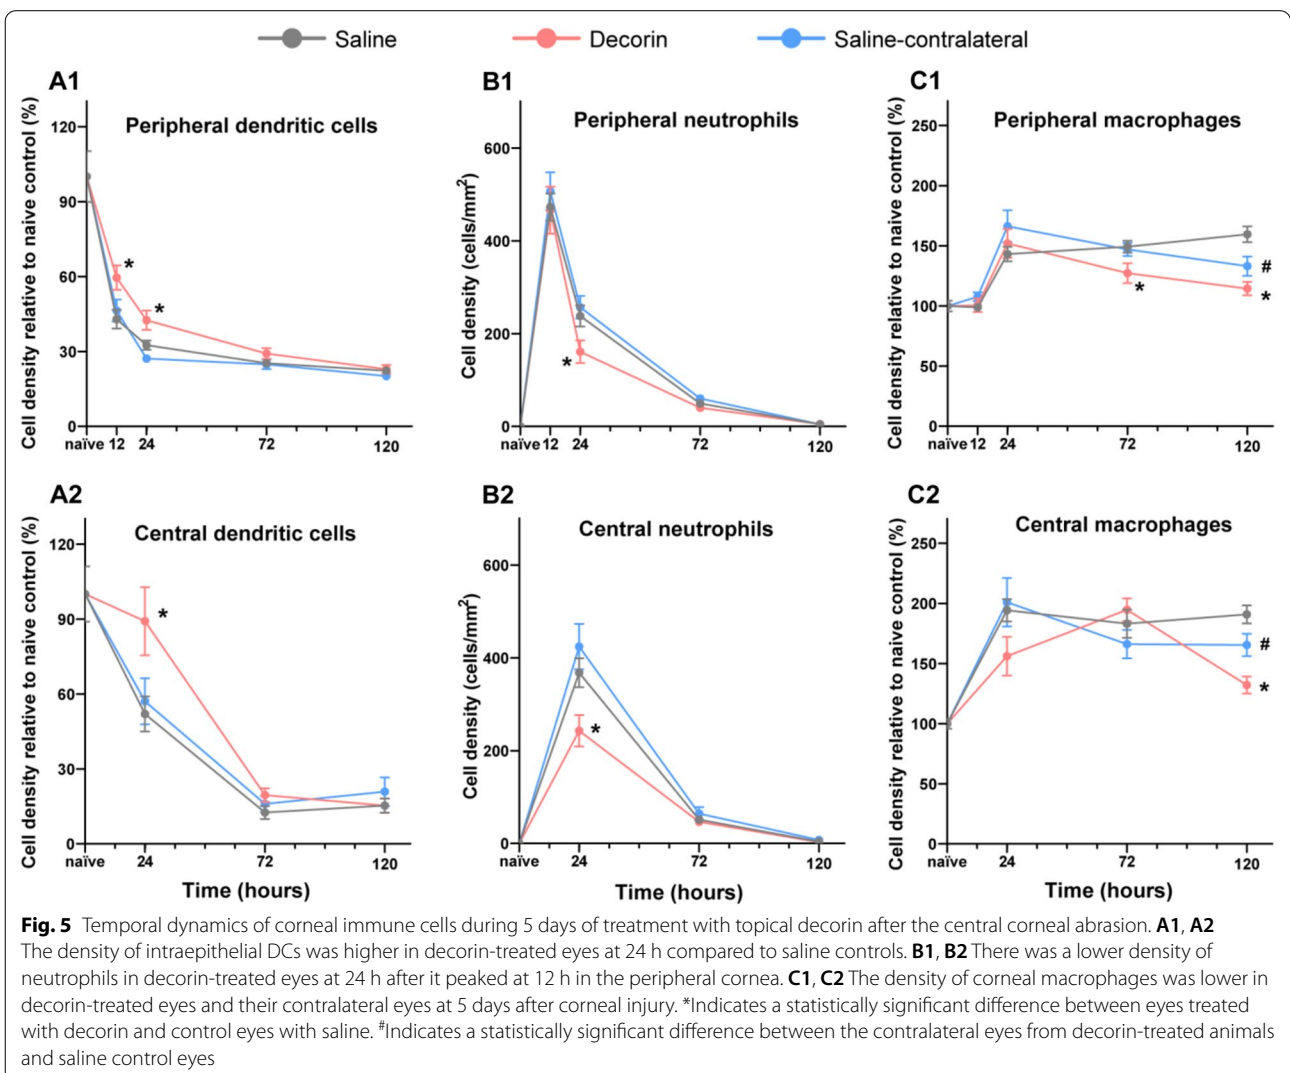 Saline Decorin Saline-contralateral
A1
Peripheral dendritic cells
Cell density relative to naive control (%)
120
90
60
30
0
* *
naïve 12 24 72 120
B1
Peripheral neutrophils
Cell density (cells/mm²)
600
400
200
0
*
naïve 12 24 72 120
C1
Peripheral macrophages
Cell density relative to naive control (%)
250
200
150
100
50
0
* # *
naïve 12 24 72 120
A2
Central dendritic cells
Cell density relative to naive control (%)
120
90
60
30
0
*
naïve 24 72 120
Time (hours)
B2
Central neutrophils
Cell density (cells/mm²)
600
400
200
0
*
naïve 24 72 120
Time (hours)
C2
Central macrophages
Cell density relative to naive control (%)
250
200
150
100
50
0
# *
naïve 24 72 120
Time (hours)
Fig. 5 Temporal dynamics of corneal immune cells during 5 days of treatment with topical decorin after the central corneal abrasion. A1, A2
The density of intraepithelial DCs was higher in decorin-treated eyes at 24 h compared to saline controls. B1, B2 There was a lower density of
neutrophils in decorin-treated eyes at 24 h after it peaked at 12 h in the peripheral cornea. C1, C2 The density of corneal macrophages was lower in
decorin-treated eyes and their contralateral eyes at 5 days after corneal injury. *Indicates a statistically significant difference between eyes treated
with decorin and control eyes with saline. #Indicates a statistically significant difference between the contralateral eyes from decorin-treated animals
and saline control eyes